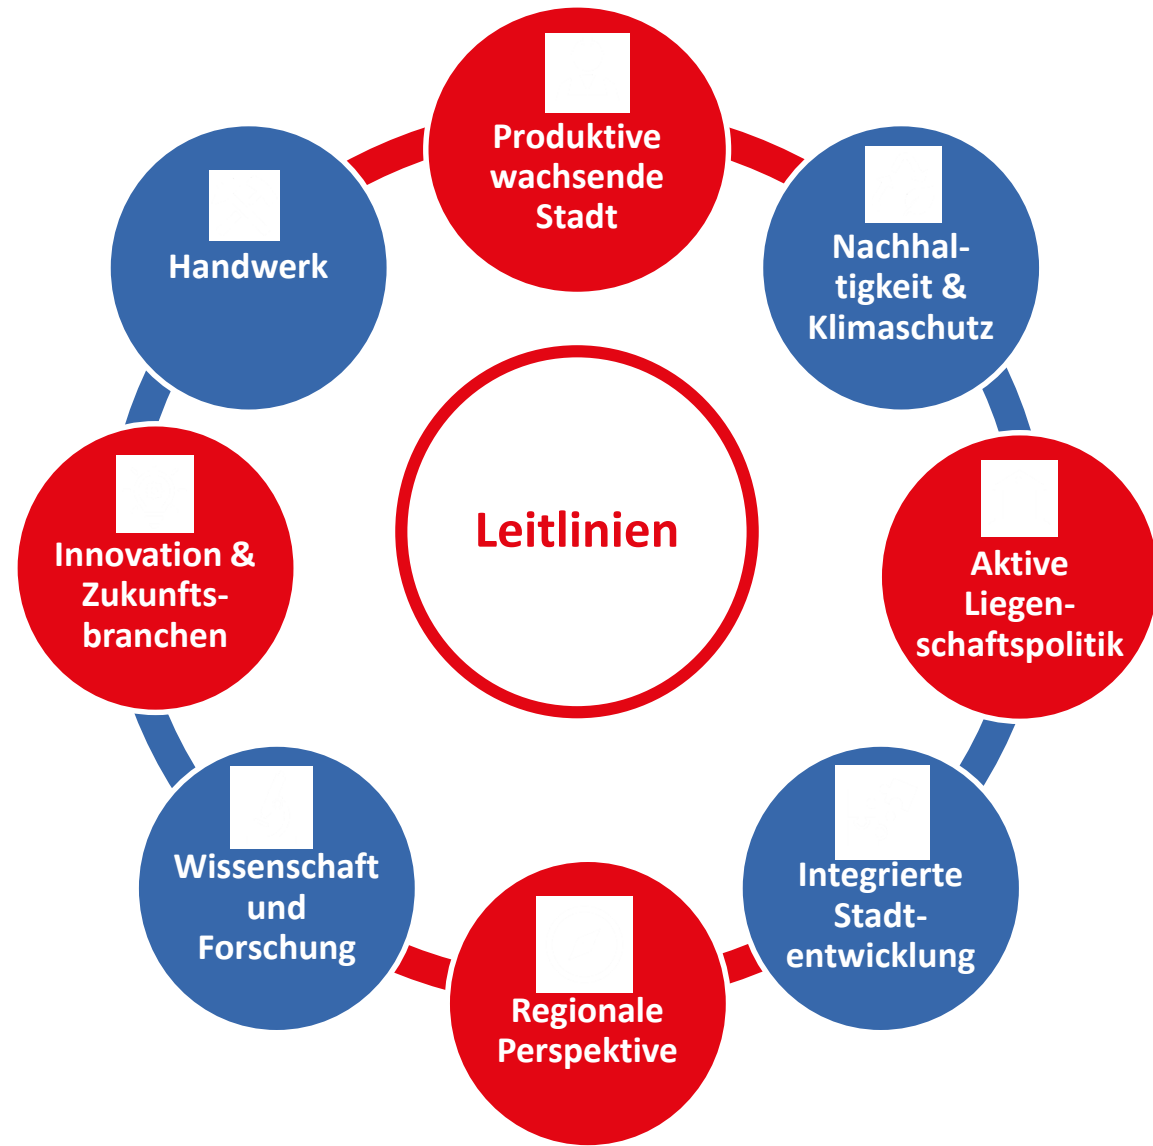 Produktive
wachsende
Stadt
Handwerk
Nachhal-
tigkeit &
Klimaschutz
Leitlinien
Innovation &
Zukunfts-
branchen
Aktive
Liegen-
schaftspolitik
Wissenschaft
und
Forschung
Integrierte
Stadt-
entwicklung
Regionale
Perspektive